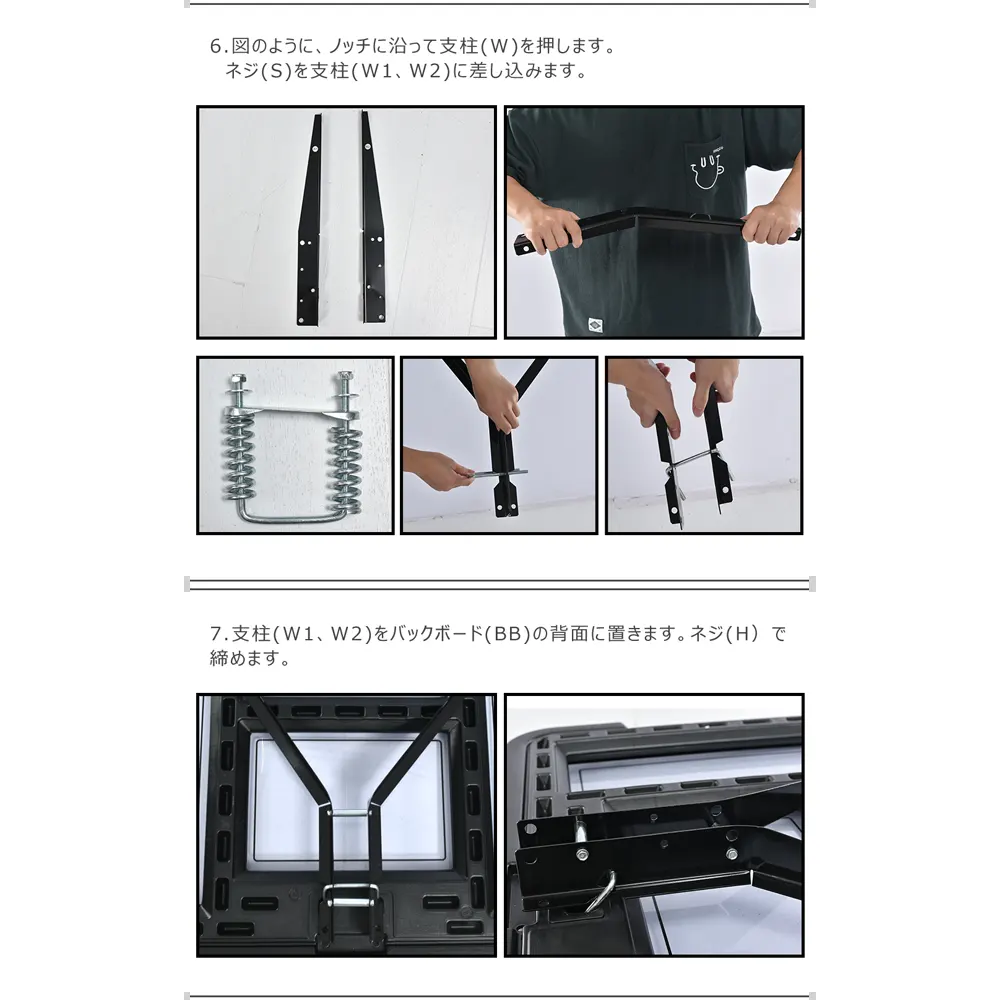 6.図のように、ノッチに沿って支柱(W)を押します。
ネジ(S)を支柱(W1、W2)に差し込みます。
7.支柱(W1、W2)をバックボード(BB)の背面に置きます。ネジ(H）で
締めます。